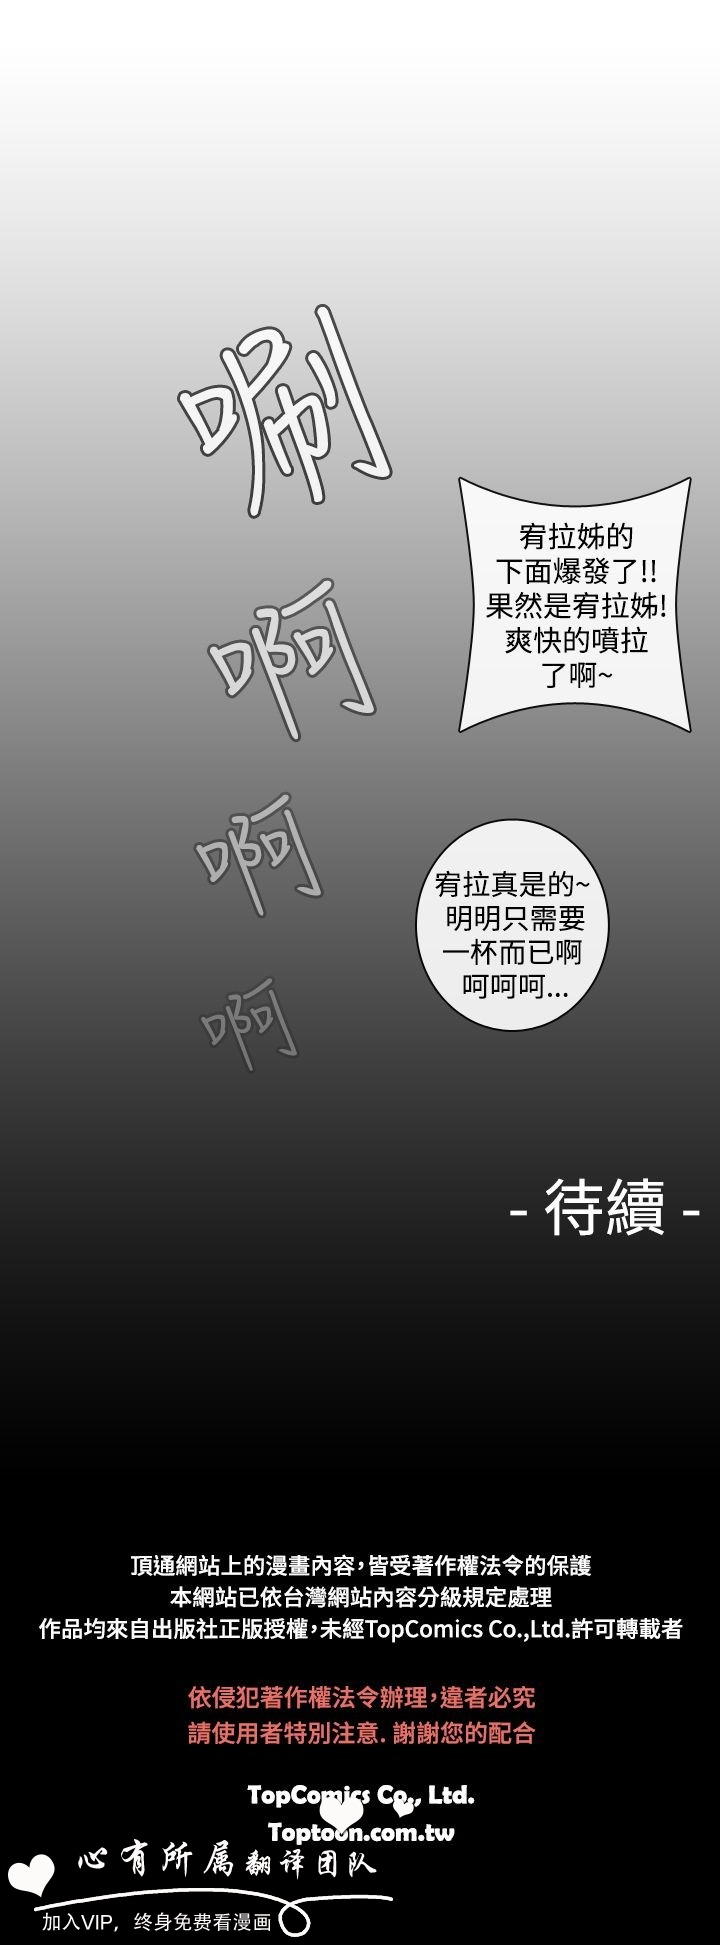 唰
啊
啊
啊
宥拉姊的
下面爆發了!!
果然是宥拉姊!
爽快的噴拉
了啊~
宥拉真是的~
明明只需要
一杯而已啊
呵呵呵...
- 待續 -
頂通網站上的漫畫內容,皆受著作權法令的保護
本網站已依台灣網站內容分級規定處理
作品均來自出版社正版授權,未經TopComics Co.,Ltd.許可轉載者
依侵犯著作權法令辦理,違者必究
請使用者特別注意. 謝謝您的配合
TopComics Co., Ltd.
Toptoon.com.tw
心有所属翻译团队
加入VIP，终身免费看漫画